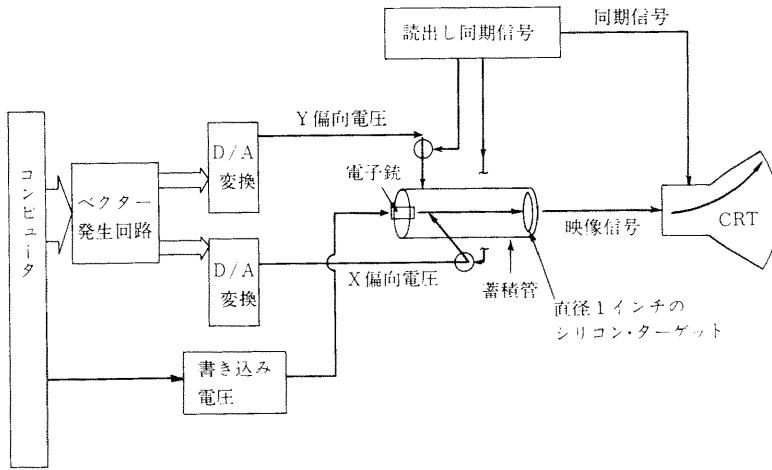 読出し同期信号
同期信号
Y偏向電圧
D/A
変換
電子銃
コンピュータ
ベクター
発生回路
CRT
映像信号
D/A
変換
X偏向電圧
蓄積管
直径1インチの
シリコン・ターゲット
書き込み
電圧